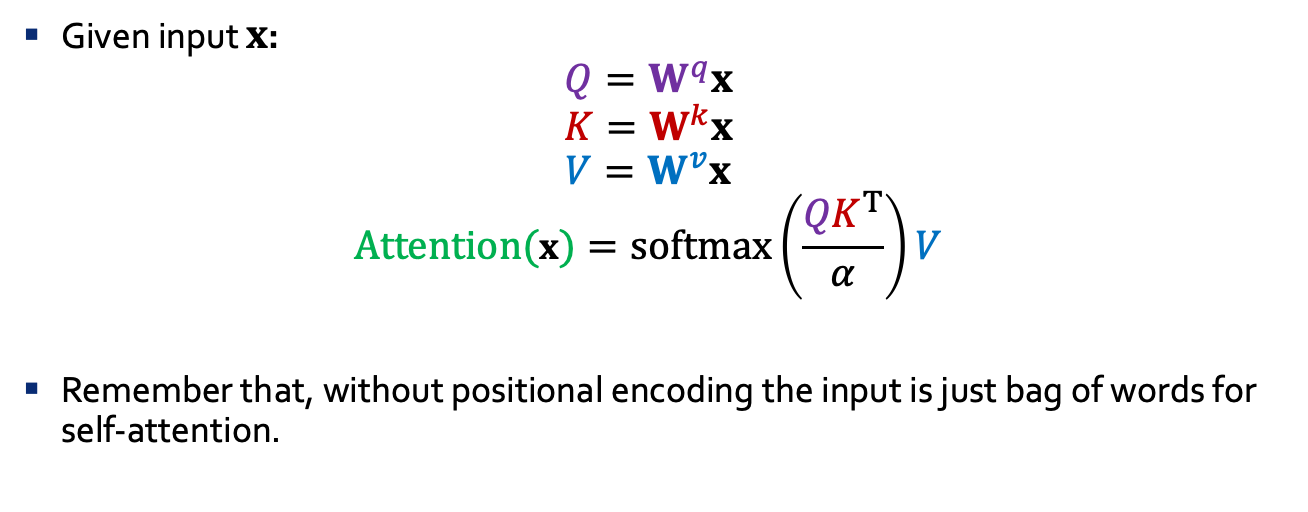 ▪ Given input x:
Q = W^q x
K = W^k x
V = W^v x
Attention(x) = softmax(QK^T / α) V
▪ Remember that, without positional encoding the input is just bag of words for
self-attention.